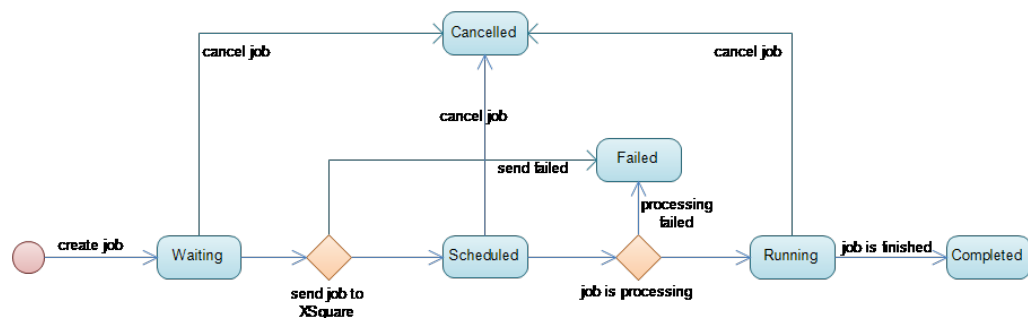 Cancelled
cancel job
cancel job
cancel job
Failed
send failed
processing
failed
create job
Waiting
Scheduled
Running
job is finished
Completed
send job to
XSquare
job is processing